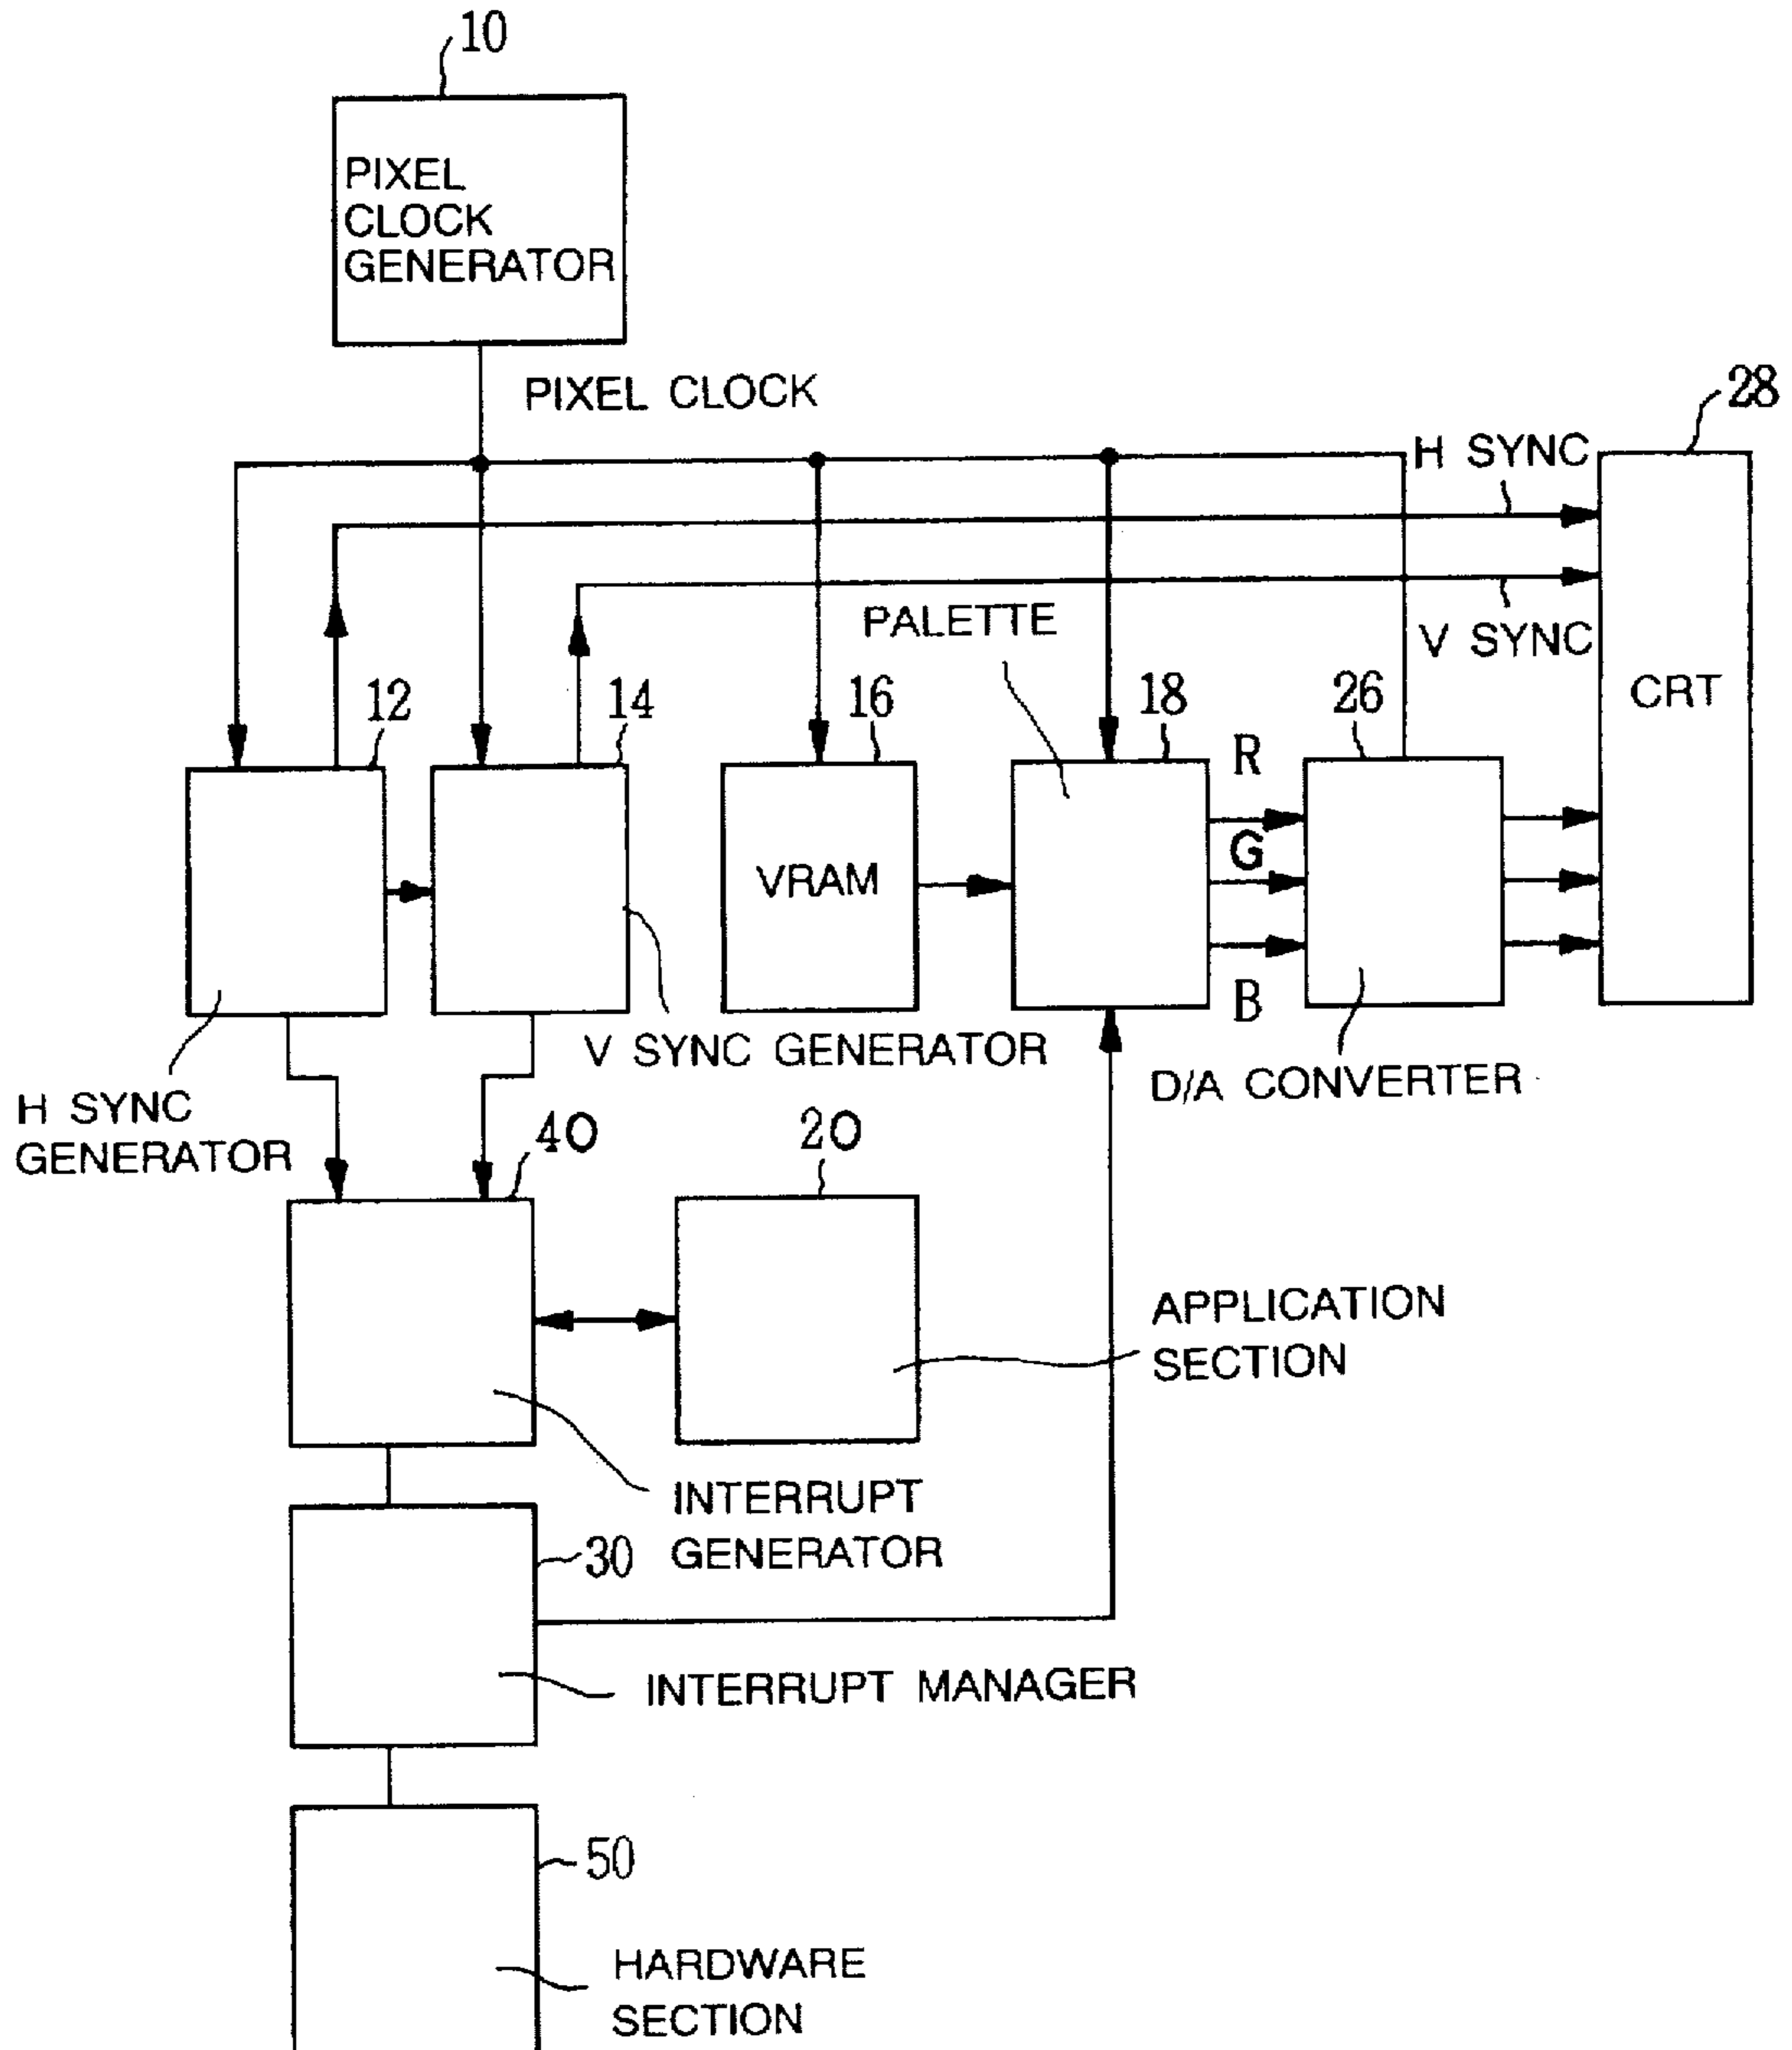 10
PIXEL
CLOCK
GENERATOR
PIXEL CLOCK
28
H SYNC
PALETTE
V SYNC
12
14
16
18
26
CRT
R
VRAM
G
B
V SYNC GENERATOR
D/A CONVERTER
H SYNC
GENERATOR
40
20
APPLICATION
SECTION
INTERRUPT
GENERATOR
30
INTERRUPT MANAGER
50
HARDWARE
SECTION